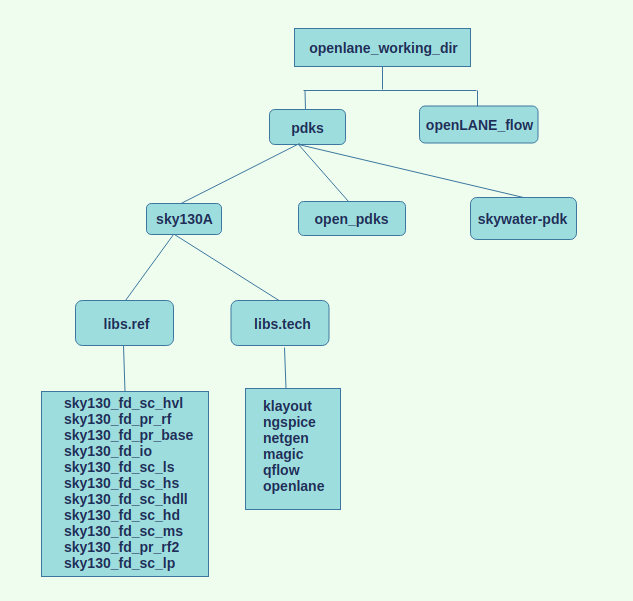 openlane_working_dir
pdks
openLANE_flow
sky130A
open_pdks
skywater-pdk
libs.ref
libs.tech
sky130_fd_sc_hvl
sky130_fd_pr_rf
sky130_fd_pr_base
sky130_fd_io
sky130_fd_sc_ls
sky130_fd_sc_hs
sky130_fd_sc_hdll
sky130_fd_sc_hd
sky130_fd_sc_ms
sky130_fd_pr_rf2
sky130_fd_sc_lp
klayout
ngspice
netgen
magic
qflow
openlane